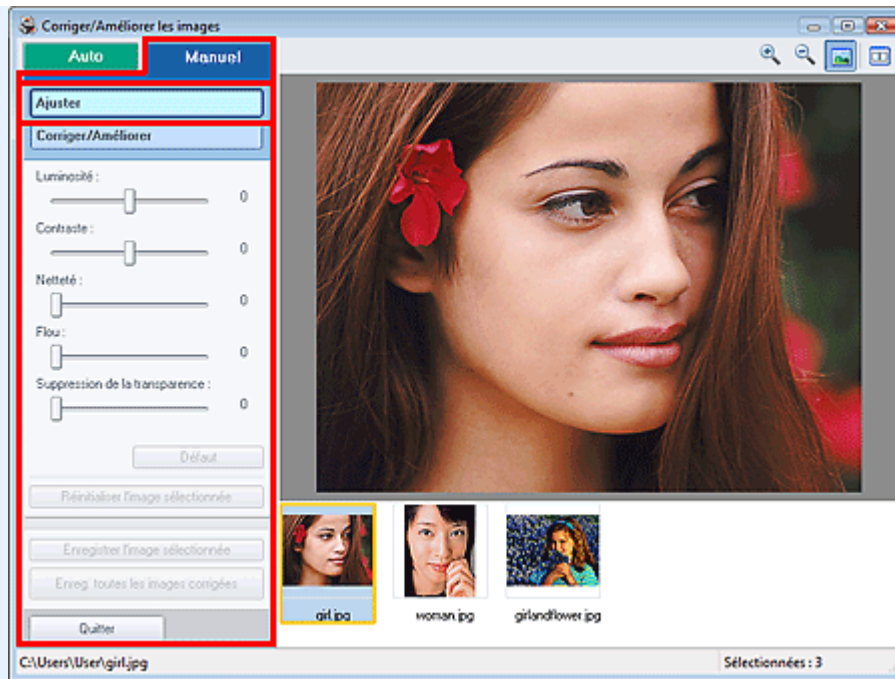 Corriger/Améliorer les images
Auto
Manuel
Ajuster
Corriger/Améliorer
Luminosité :
0
Contraste :
0
Netteté :
0
Flou :
0
Suppression de la transparence :
0
Défaut
Réinitialiser l'image sélectionnée
Enregistrer l'image sélectionnée
Enreg. toutes les images corrigées
Quitter
girl.jpg
woman.jpg
girlandflower.jpg
C:\Users\User\girl.jpg
Sélectionnées : 3